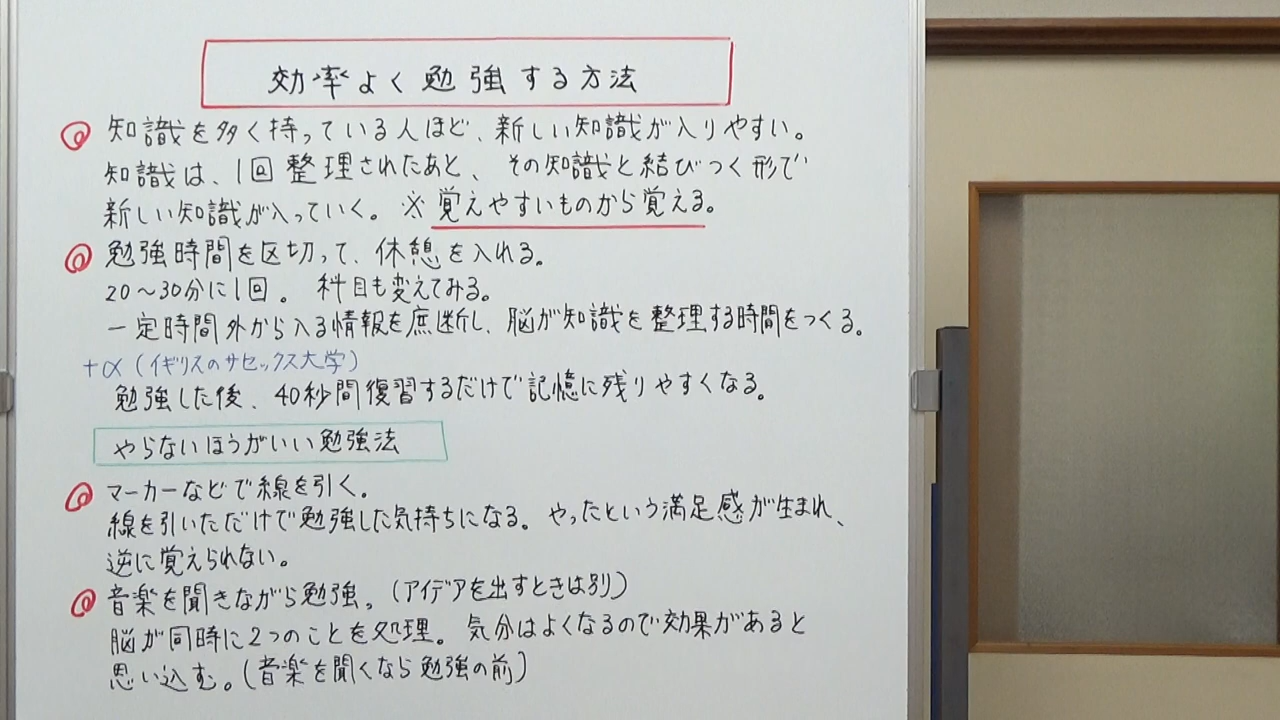 効率よく勉強する方法
知識を多く持っている人ほど、新しい知識が入りやすい。
知識は、1回整理されたあと、その知識と結びつく形で
新しい知識が入っていく。※覚えやすいものから覚える。
勉強時間を区切って、休憩を入れる。
20～30分に1回。科目も変えてみる。
一定時間外から入る情報を庶断し、脳が知識を整理する時間をつくる。
+α(イギリスのサセックス大学)
勉強した後、40秒間復習するだけで記憶に残りやすくなる。
やらないほうがいい勉強法
マーカーなどで線を引く。
線を引いただけで勉強した気持ちになる。やったという満足感が生まれ、
逆に覚えられない。
音楽を聞きながら勉強。(アイデアを出すときは別)
脳が同時に2つのことを処理。気分はよくなるので効果があると
思い込む。(音楽を聞くなら勉強の前)